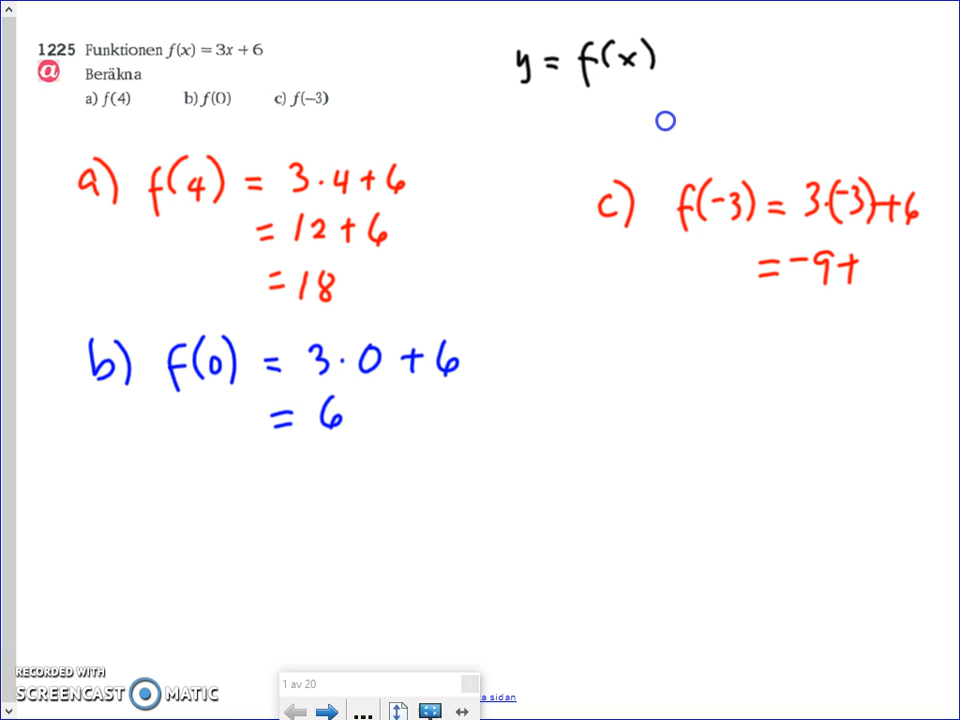 1225 Funktionen f(x) = 3x + 6
@ Beräkna
a) f(4) b) f(0) c) f(–3)
y = f(x)
a) f(4) = 3·4+6
= 12+6
= 18
c) f(-3) = 3·(-3)+6
= -9+
b) f(0) = 3·0+6
= 6
RECORDED WITH
SCREENCAST MATIC
1 av 20
a sidan